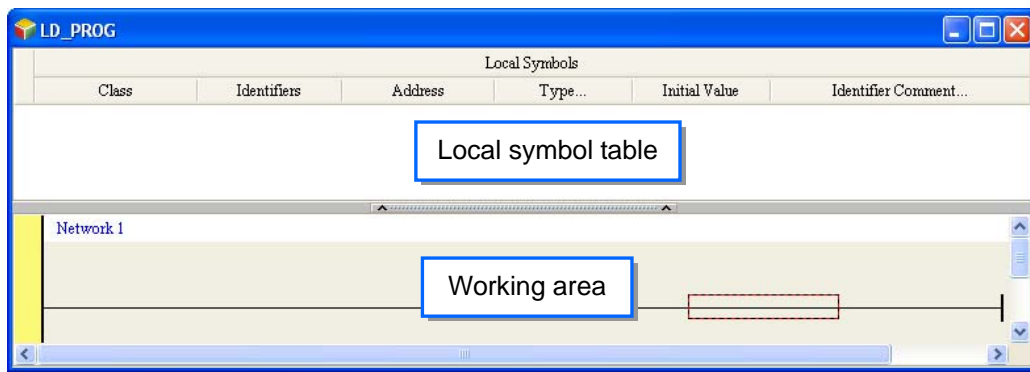 LD_PROG
Local Symbols
Class Identifiers Address Type... Initial Value Identifier Comment...
Local symbol table
Network 1
Working area